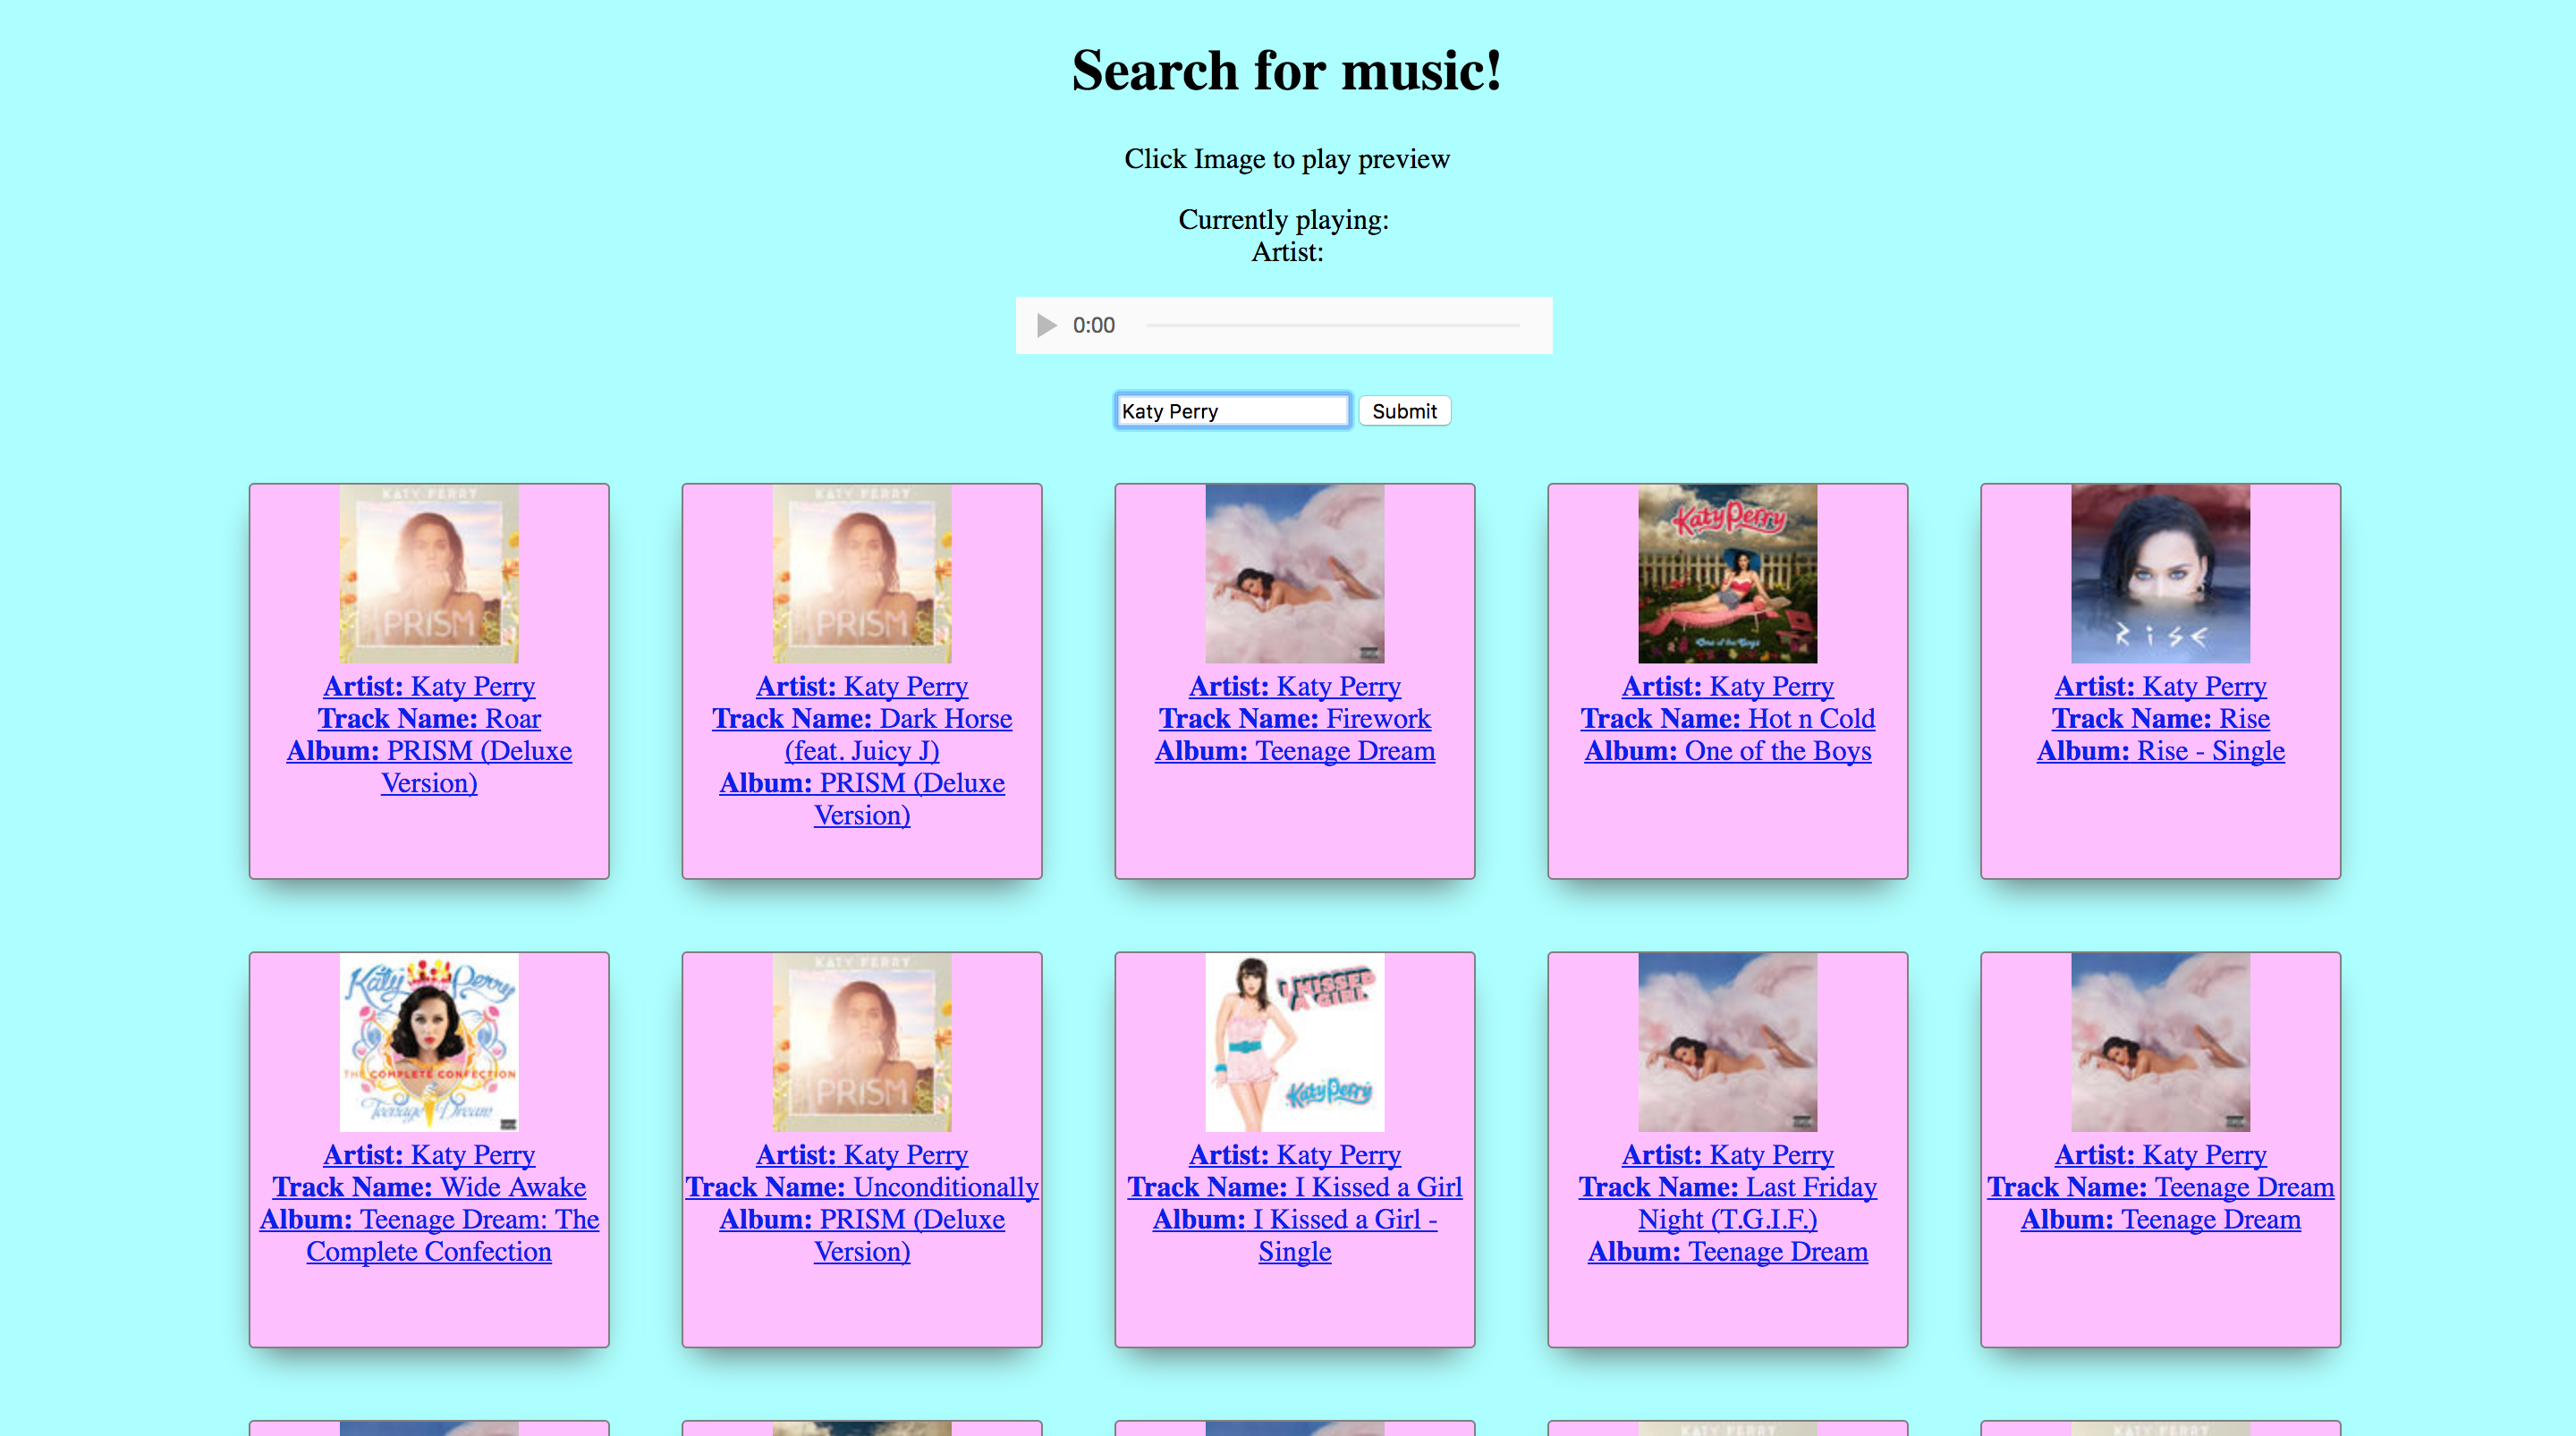 Search for music!
Click Image to play preview
Currently playing:
Artist:
0:00
Katy Perry
Submit
KATY PERRY
PRISM
Artist: Katy Perry
Track Name: Roar
Album: PRISM (Deluxe
Version)
KATY PERRY
PRISM
Artist: Katy Perry
Track Name: Dark Horse
(feat. Juicy J)
Album: PRISM (Deluxe
Version)
Artist: Katy Perry
Track Name: Firework
Album: Teenage Dream
Katy Perry
One of the Boys
Artist: Katy Perry
Track Name: Hot n Cold
Album: One of the Boys
RiSE
Artist: Katy Perry
Track Name: Rise
Album: Rise - Single
Katy Perry
THE COMPLETE CONFECTION
Teenage Dream
Artist: Katy Perry
Track Name: Wide Awake
Album: Teenage Dream: The
Complete Confection
KATY PERRY
PRISM
Artist: Katy Perry
Track Name: Unconditionally
Album: PRISM (Deluxe
Version)
I KISSED
A GIRL
Katy Perry
Artist: Katy Perry
Track Name: I Kissed a Girl
Album: I Kissed a Girl -
Single
Artist: Katy Perry
Track Name: Last Friday
Night (T.G.I.F.)
Album: Teenage Dream
Artist: Katy Perry
Track Name: Teenage Dream
Album: Teenage Dream
KATY PERRY
KATY PERRY